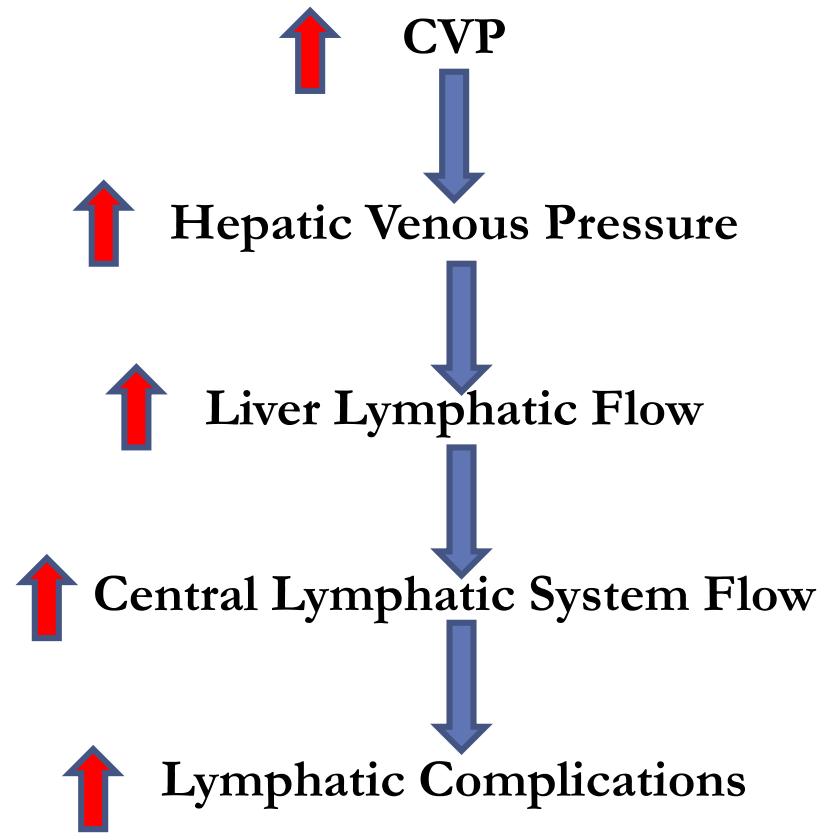 CVP
Hepatic Venous Pressure
Liver Lymphatic Flow
Central Lymphatic System Flow
Lymphatic Complications